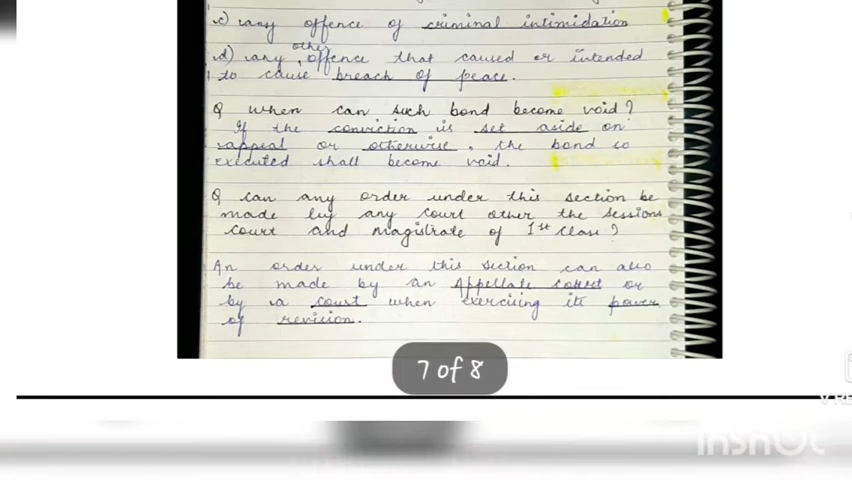 c) any offence of criminal intimidation
d) any other offence that caused or intended
to cause breach of peace.
Q when can such bond become void?
If the conviction is set aside on
appeal or otherwise, the bond so
executed shall become void.
Q can any order under this section be
made by any court other the sessions
court and magistrate of 1st class?
An order under this section can also
be made by an Appellate court or
by a court when exercising its power
of revision.
7 of 8
InShOt